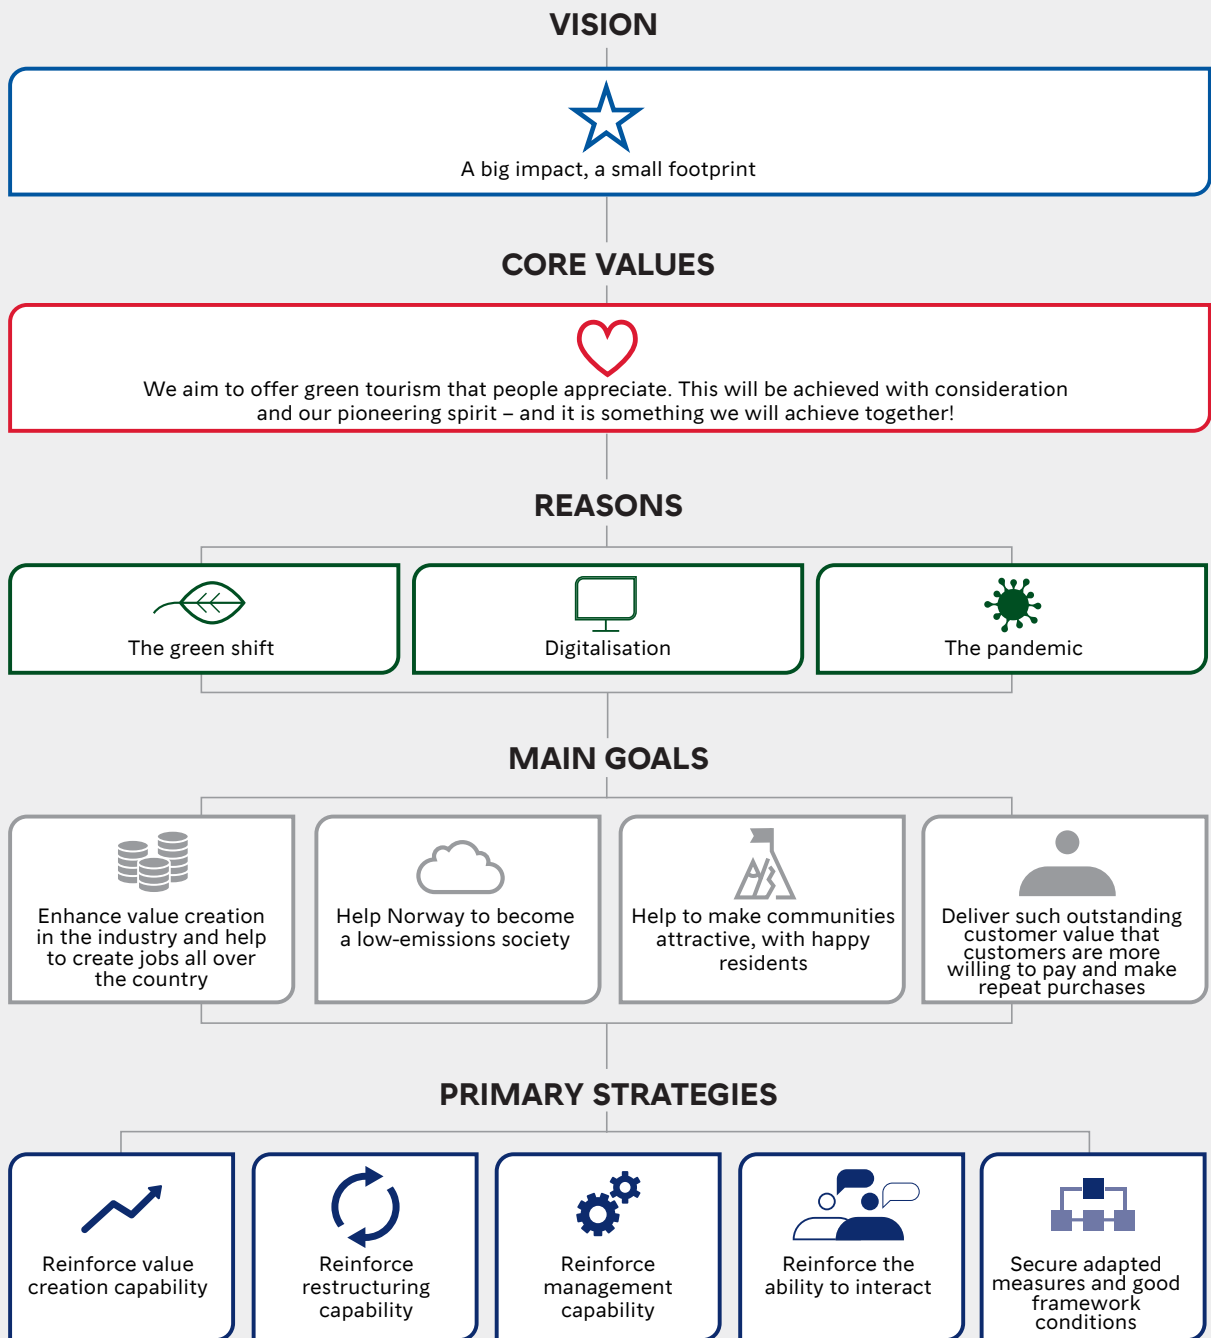 VISION
A big impact, a small footprint
CORE VALUES
We aim to offer green tourism that people appreciate. This will be achieved with consideration
and our pioneering spirit – and it is something we will achieve together!
REASONS
The green shift
Digitalisation
The pandemic
MAIN GOALS
Enhance value creation
in the industry and help
to create jobs all over
the country
Help Norway to become
a low-emissions society
Help to make communities
attractive, with happy
residents
Deliver such outstanding
customer value that
customers are more
willing to pay and make
repeat purchases
PRIMARY STRATEGIES
Reinforce value
creation capability
Reinforce
restructuring
capability
Reinforce
management
capability
Reinforce the
ability to interact
Secure adapted
measures and good
framework
conditions